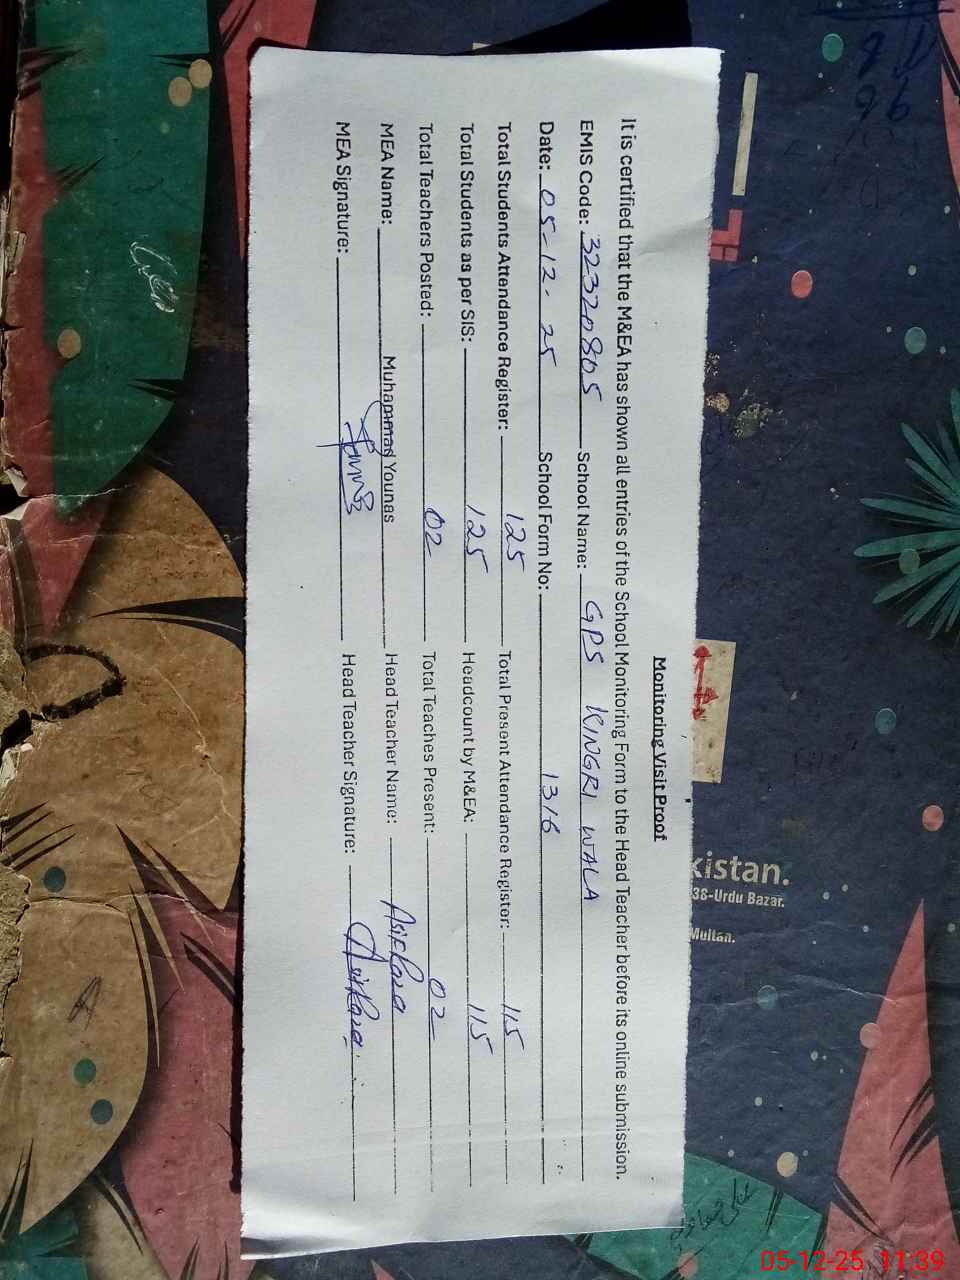 Monitoring Visit Proof
It is certified that the M&EA has shown all entries of the School Monitoring Form to the Head Teacher before its online submission.
EMIS Code: 32320805 School Name: GPS KINGRI WALA
Date: 05-12-25 School Form No: 1316
Total Students Attendance Register: 125 Total Present Attendance Register: 115
Total Students as per SIS: 125 Headcount by M&EA: 115
Total Teachers Posted: 02 Total Teaches Present: 02
MEA Name: Muhammad Younas Head Teacher Name: Asif Raza
MEA Signature: Head Teacher Signature: Asif Raza
kistan.
38-Urdu Bazar.
Multan.
05-12-25 11:39